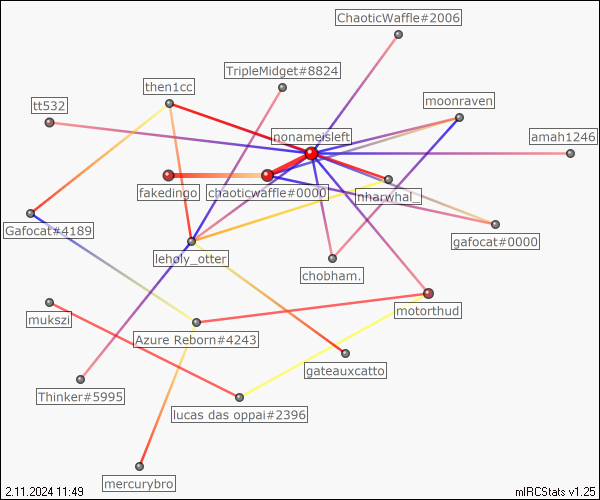 ChaoticWaffle#2006
TripleMidget#8824
then1cc
moonraven
tt532
nonameisleft
amah1246
fakedingo
chaoticwaffle#0000
nharwhal_
Gafocat#4189
gafocat#0000
leholy_otter
chobham.
motorthud
mukszi
Azure Reborn#4243
gateauxcatto
Thinker#5995
lucas das oppai#2396
mercurybro
2.11.2024 11:49
mIRCStats v1.25